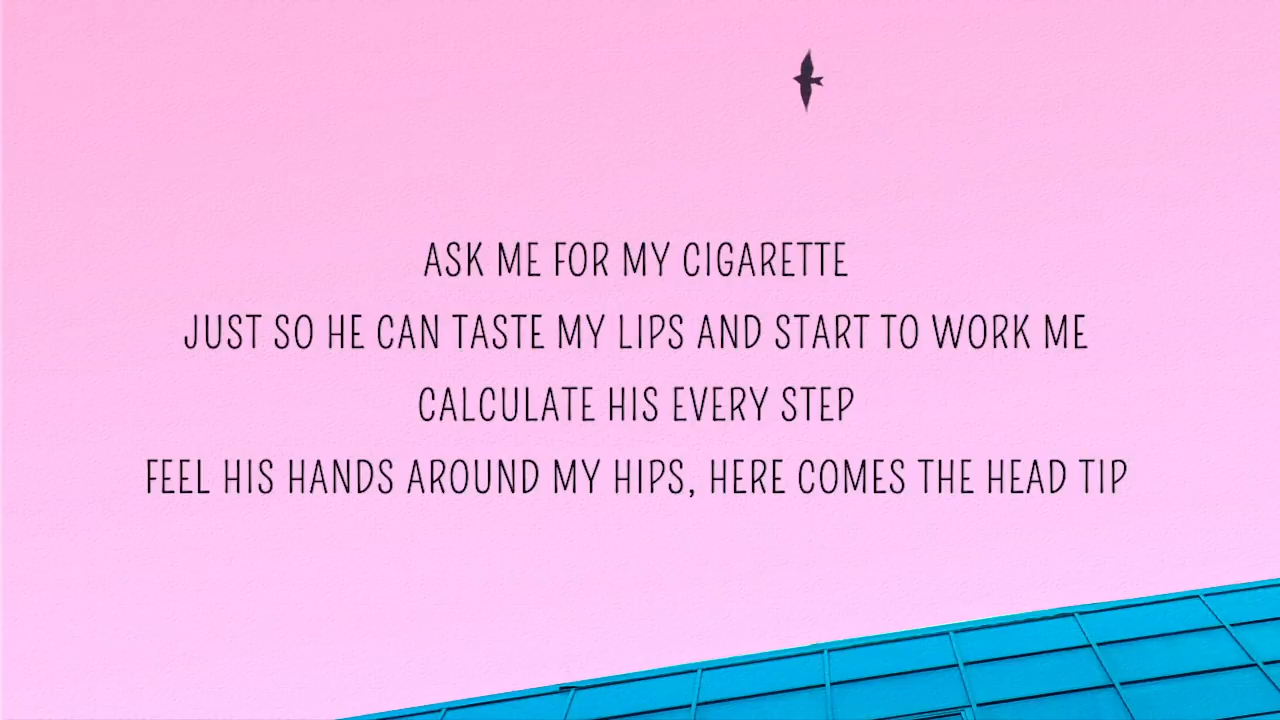 ASK ME FOR MY CIGARETTE
JUST SO HE CAN TASTE MY LIPS AND START TO WORK ME
CALCULATE HIS EVERY STEP
FEEL HIS HANDS AROUND MY HIPS, HERE COMES THE HEAD TIP